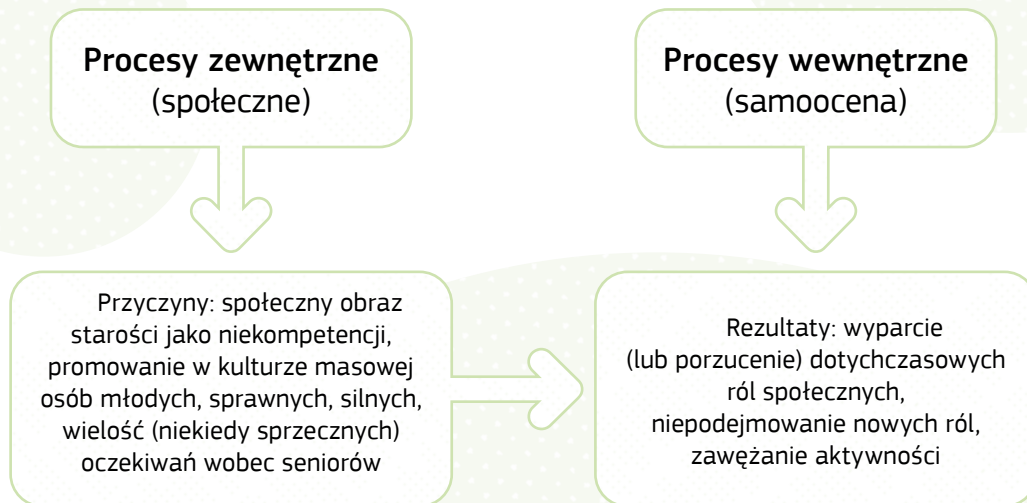 Procesy zewnętrzne
(społeczne)
Procesy wewnętrzne
(samoocena)
Przyczyny: społeczny obraz
starości jako niekompetencji,
promowanie w kulturze masowej
osób młodych, sprawnych, silnych,
wielość (niekiedy sprzecznych)
oczekiwań wobec seniorów
Rezultaty: wyparcie
(lub porzucenie) dotychczasowych
ról społecznych,
niepodejmowanie nowych ról,
zawężanie aktywności